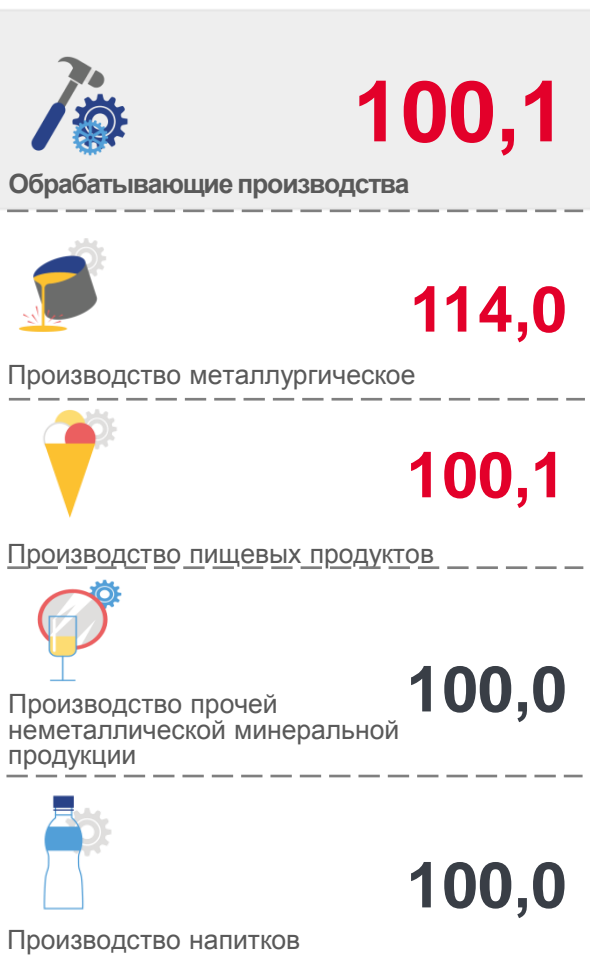 100,1
Обрабатывающие производства
114,0
Производство металлургическое
100,1
Производство пищевых продуктов
100,0
Производство прочей
неметаллической минеральной
продукции
100,0
Производство напитков